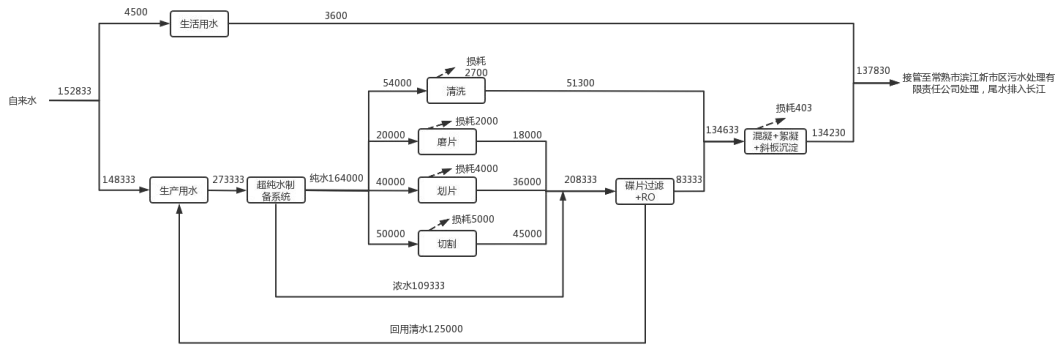 4500
生活用水
3600
自来水
152833
137830
接管至常熟市滨江新市区污水处理有
限责任公司处理，尾水排入长江
损耗
2700
54000
清洗
51300
20000
损耗2000
磨片
18000
134633
损耗403
混凝+絮凝
+斜板沉淀
134230
148333
生产用水
273333
超纯水制
备系统
纯水164000
40000
损耗4000
划片
36000
208333
碟片过滤
+RO
83333
50000
损耗5000
切割
45000
浓水109333
回用清水125000